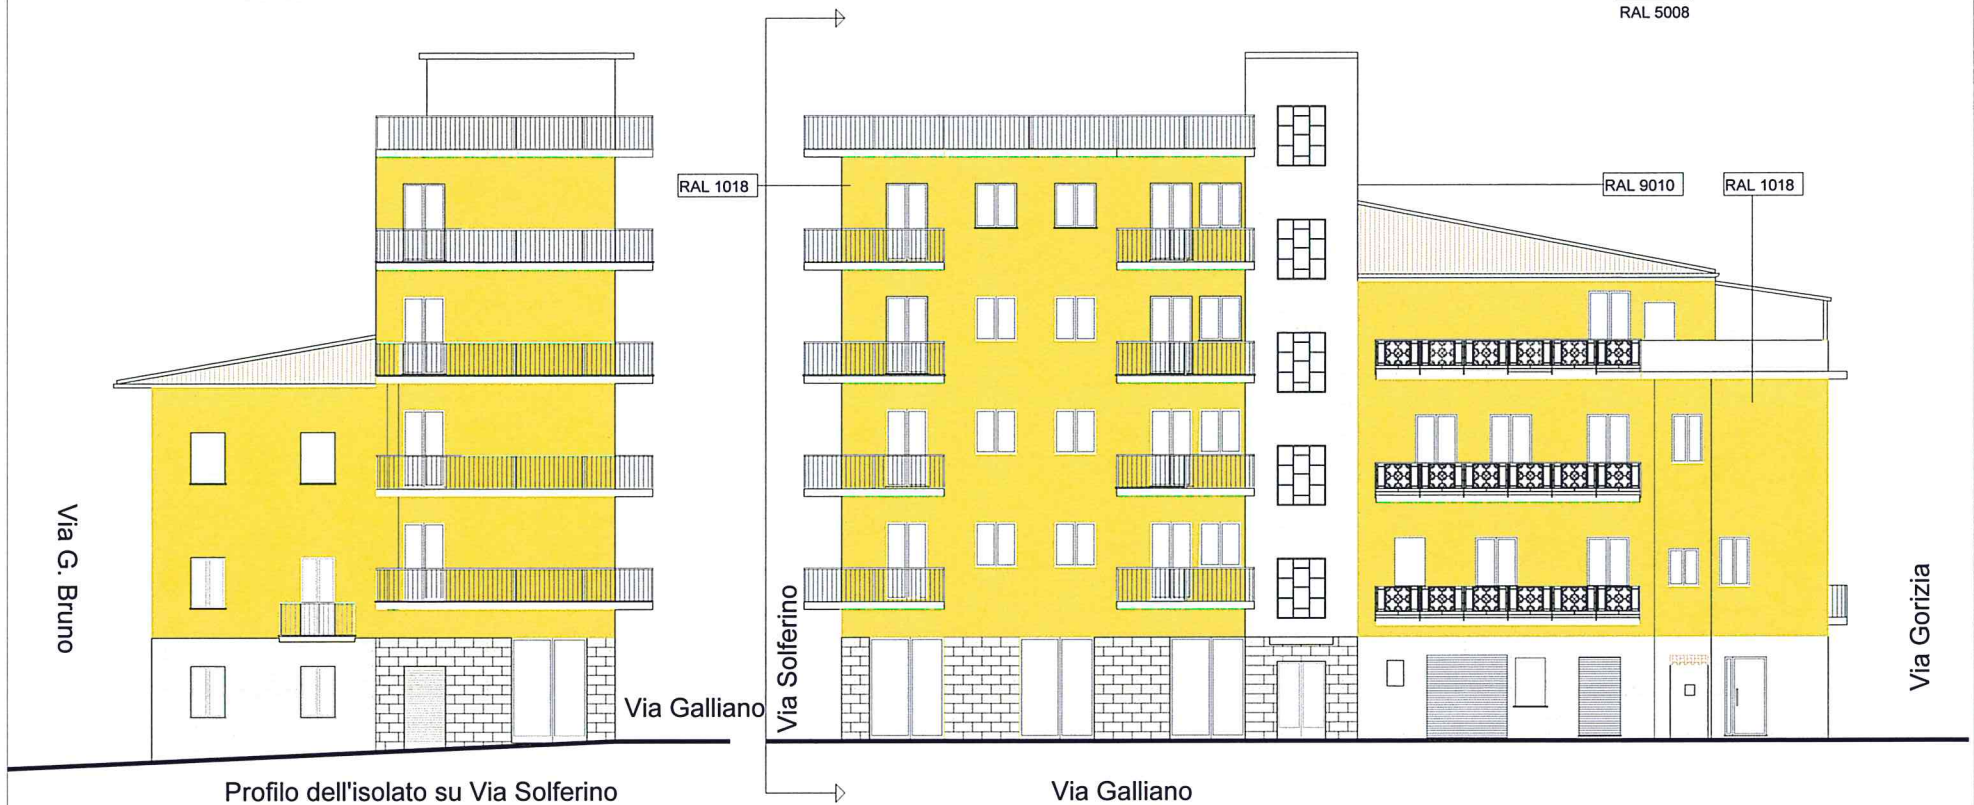 RAL 5008
RAL 1018
RAL 9010
RAL 1018
Via G. Bruno
Via Galliano
Via Solferino
Via Gorizia
Profilo dell'isolato su Via Solferino
Via Galliano